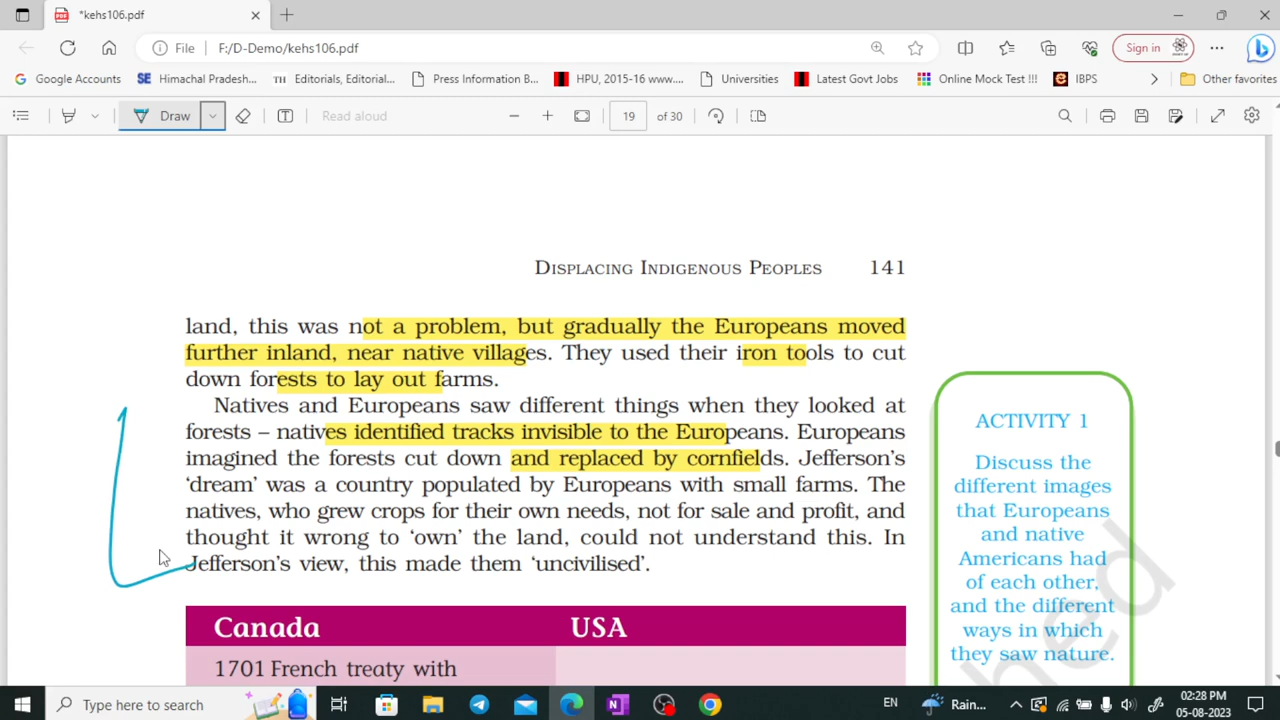 *kehs106.pdf
File F:/D-Demo/kehs106.pdf Sign in
Google Accounts SE Himachal Pradesh... TH Editorials, Editorial... Press Information B... HPU, 2015-16 www.... Universities Latest Govt Jobs Online Mock Test !!! IBPS Other favorites
Draw Read aloud 19 of 30
DISPLACING INDIGENOUS PEOPLES 141
land, this was not a problem, but gradually the Europeans moved
further inland, near native villages. They used their iron tools to cut
down forests to lay out farms.
Natives and Europeans saw different things when they looked at
forests – natives identified tracks invisible to the Europeans. Europeans
imagined the forests cut down and replaced by cornfields. Jefferson's
'dream' was a country populated by Europeans with small farms. The
natives, who grew crops for their own needs, not for sale and profit, and
thought it wrong to 'own' the land, could not understand this. In
Jefferson's view, this made them 'uncivilised'.
Canada USA
1701 French treaty with
ACTIVITY 1
Discuss the
different images
that Europeans
and native
Americans had
of each other,
and the different
ways in which
they saw nature.
hed
Type here to search EN Rain... 02:28 PM
05-08-2023